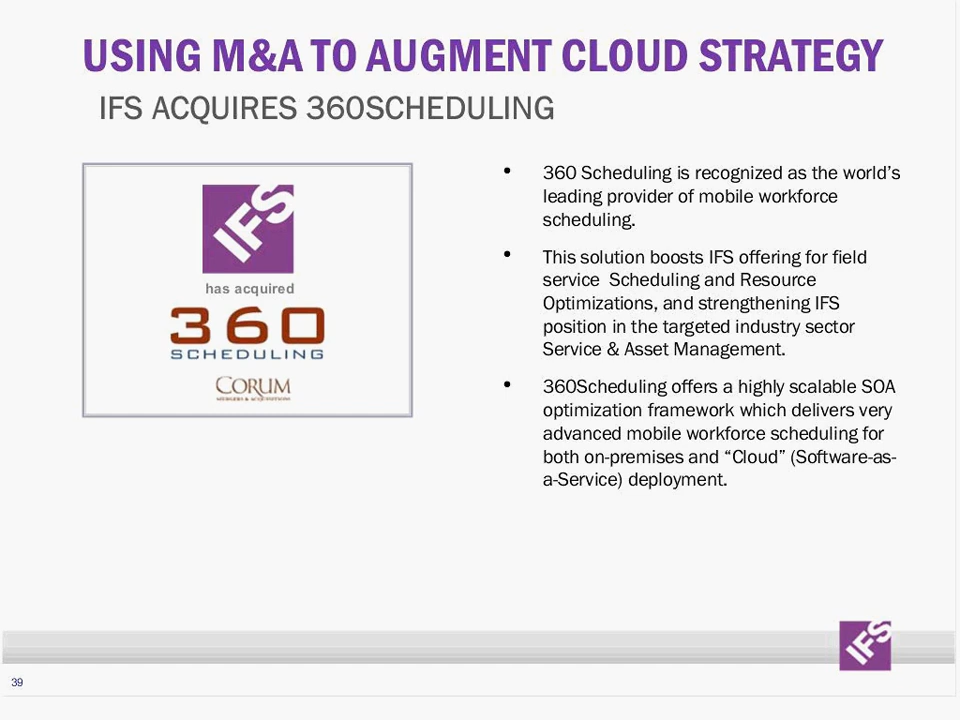 USING M&A TO AUGMENT CLOUD STRATEGY
IFS ACQUIRES 360SCHEDULING
IFS
has acquired
360
SCHEDULING
CORUM
MERGERS & ACQUISITIONS
• 360 Scheduling is recognized as the world’s
leading provider of mobile workforce
scheduling.
• This solution boosts IFS offering for field
service  Scheduling and Resource
Optimizations, and strengthening IFS
position in the targeted industry sector
Service & Asset Management.
• 360Scheduling offers a highly scalable SOA
optimization framework which delivers very
advanced mobile workforce scheduling for
both on-premises and “Cloud” (Software-as-
a-Service) deployment.
IFS
39